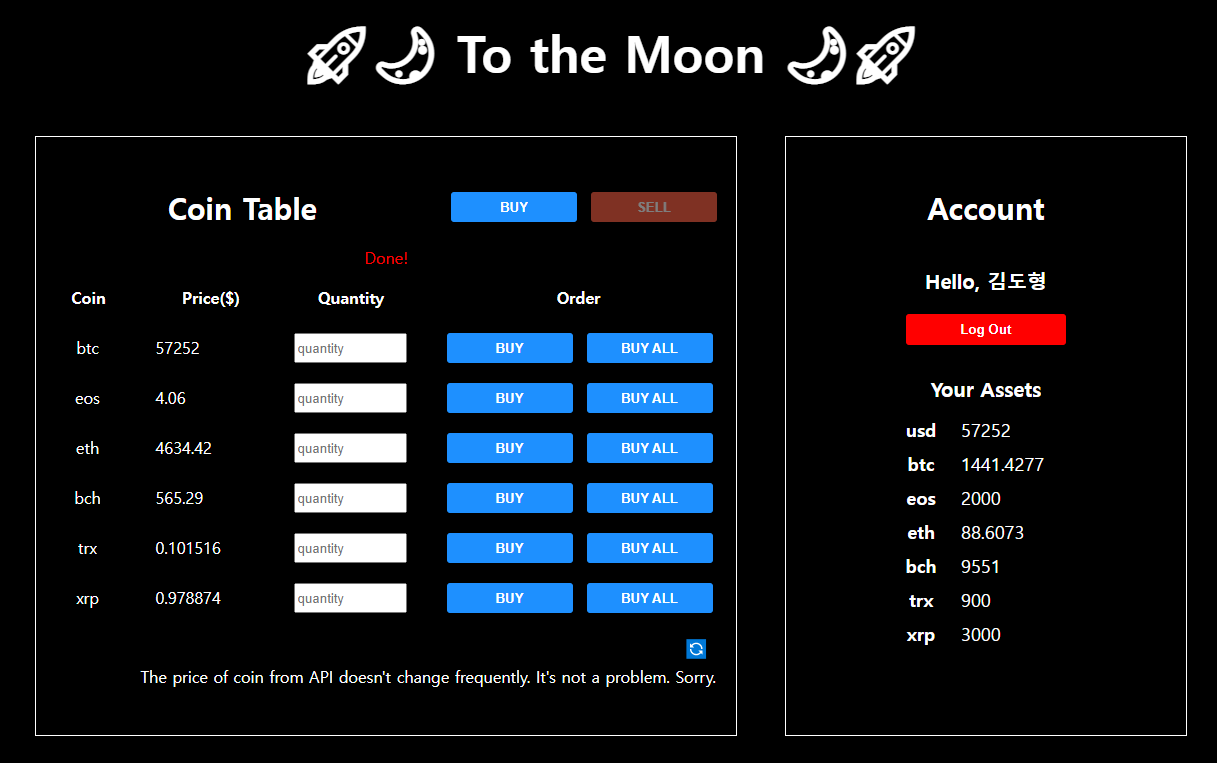 🚀🌙 To the Moon 🌙🚀
Coin Table BUY SELL
Done!
Coin Price($) Quantity Order
btc 57252 quantity BUY BUY ALL
eos 4.06 quantity BUY BUY ALL
eth 4634.42 quantity BUY BUY ALL
bch 565.29 quantity BUY BUY ALL
trx 0.101516 quantity BUY BUY ALL
xrp 0.978874 quantity BUY BUY ALL
The price of coin from API doesn't change frequently. It's not a problem. Sorry.
Account
Hello, 김도형
Log Out
Your Assets
usd 57252
btc 1441.4277
eos 2000
eth 88.6073
bch 9551
trx 900
xrp 3000